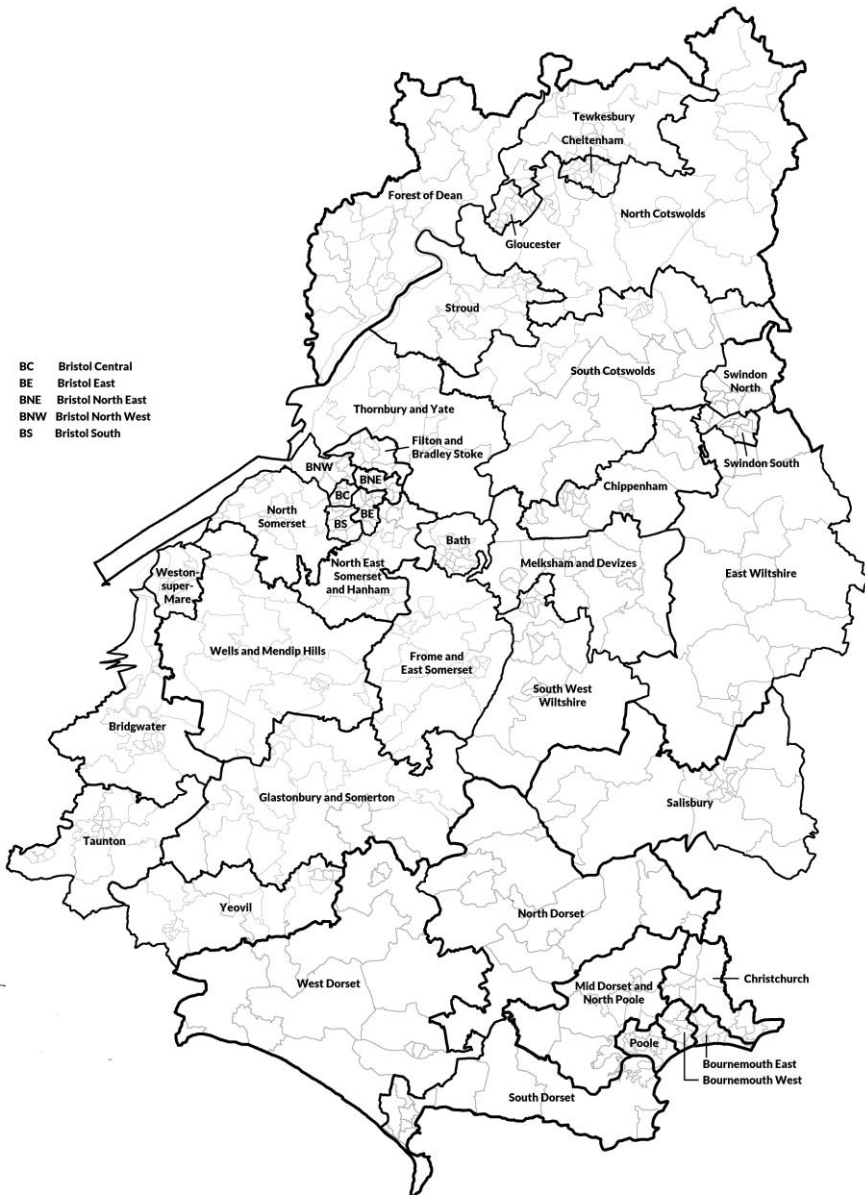 Tewkesbury
Cheltenham
Forest of Dean
North Cotswolds
Gloucester
Stroud
BC Bristol Central
BE Bristol East
BNE Bristol North East
BNW Bristol North West
BS Bristol South
South Cotswolds
Swindon
North
Thornbury and Yate
Filton and
Bradley Stoke
Swindon South
BNW
BNE
Chippenham
BC
BE
BS
North
Somerset
Bath
North East
Somerset
and Hanham
Melksham and Devizes
East Wiltshire
Weston-
super-
Mare
Wells and Mendip Hills
Frome and
East Somerset
South West
Wiltshire
Bridgwater
Glastonbury and Somerton
Salisbury
Taunton
Yeovil
North Dorset
West Dorset
Mid Dorset and
North Poole
Christchurch
Poole
Bournemouth East
Bournemouth West
South Dorset